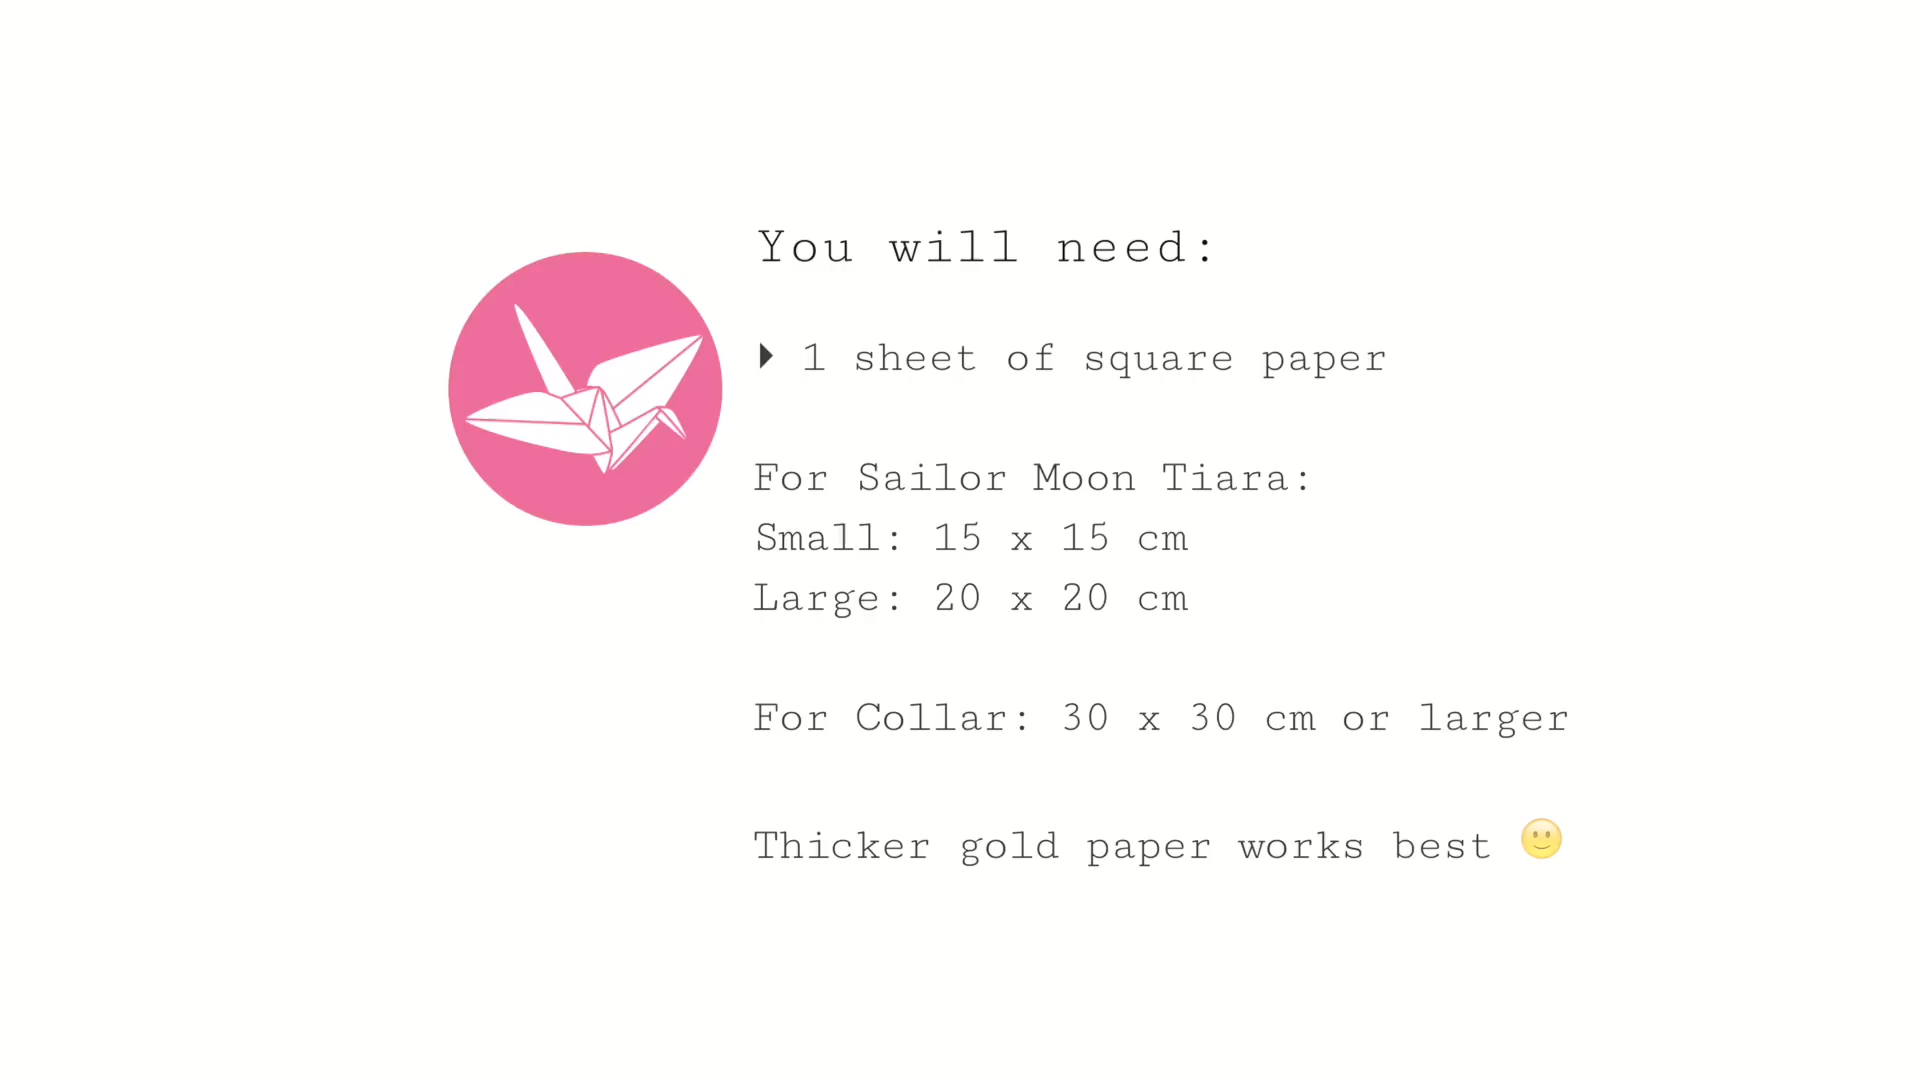 You will need:
▸ 1 sheet of square paper
For Sailor Moon Tiara:
Small: 15 x 15 cm
Large: 20 x 20 cm
For Collar: 30 x 30 cm or larger
Thicker gold paper works best 🙂